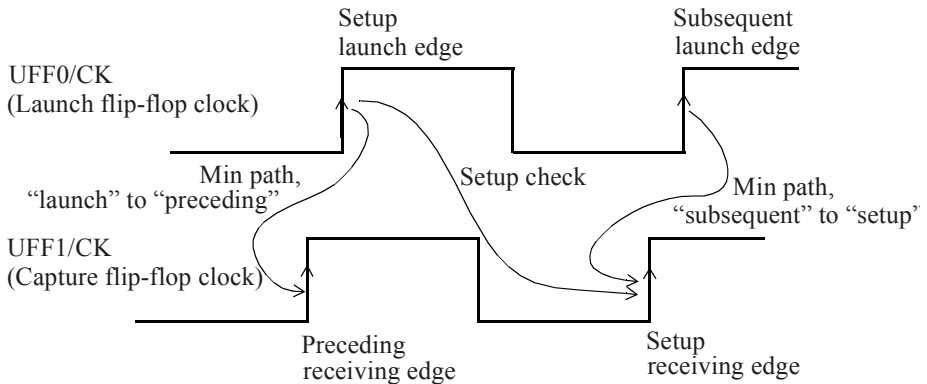 Setup
launch edge
Subsequent
launch edge
UFF0/CK
(Launch flip-flop clock)
Min path,
“launch” to “preceding”
Setup check
Min path,
“subsequent” to “setup”
UFF1/CK
(Capture flip-flop clock)
Preceding
receiving edge
Setup
receiving edge